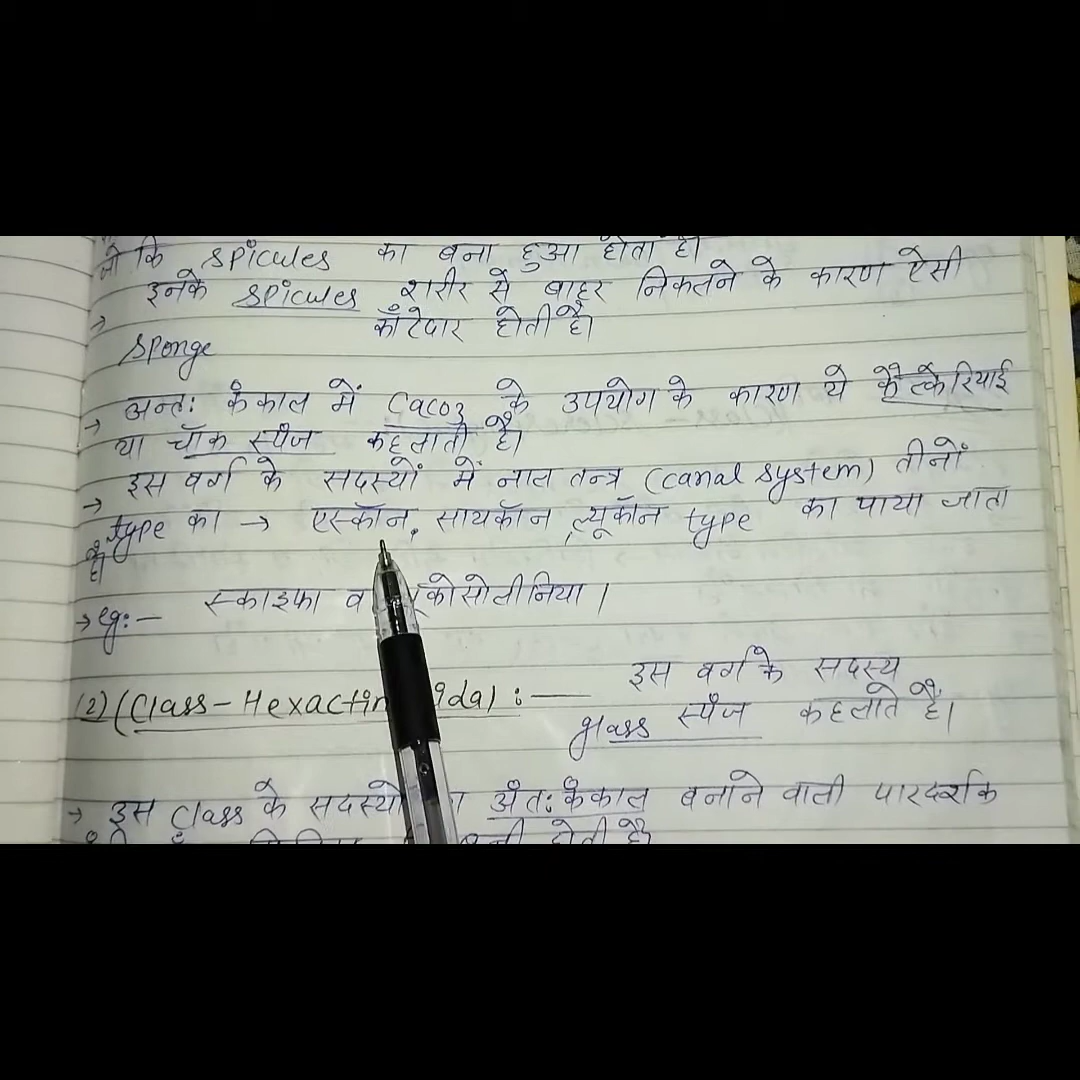 जो कि spicules का बना हुआ होता है।
→ इनके spicules शरीर से बाहर निकलने के कारण ऐसी
sponge काँटेदार होती है।
→ अन्तः कंकाल में CaCO3 के उपयोग के कारण ये कैल्केरियाई
या चॉक स्पंज कहलाती है।
→ इस वर्ग के सदस्यों में नाल तन्त्र (canal system) तीनों
type का → एस्कॉन, सायकॉन, ल्यूकॉन type का पाया जाता
है।
→ eg:— स्काइफा व कोसोलीनिया।
(2) (Class-Hexactin ida) :— इस वर्ग के सदस्य
glass स्पंज कहलाते है।
→ इस class के सदस्यो अंतः कंकाल बनाने वाली पारदर्शक
बनी होती है